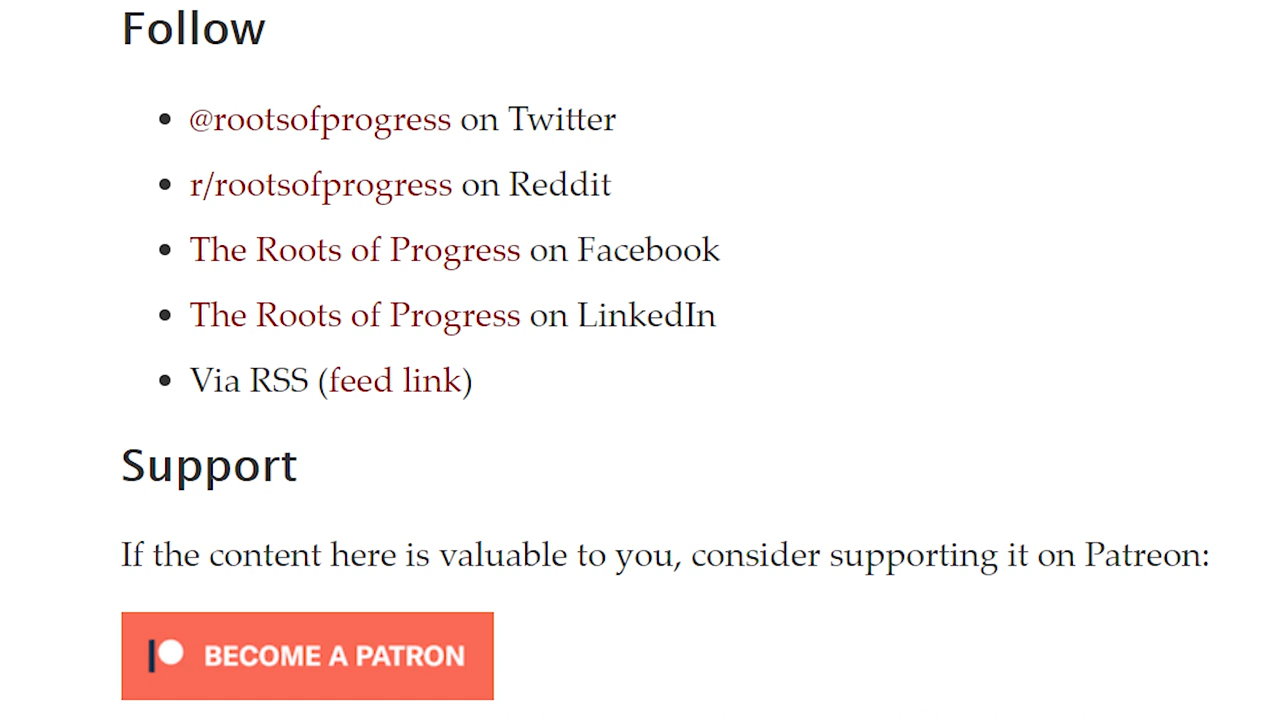 Follow
@rootsofprogress on Twitter
r/rootsofprogress on Reddit
The Roots of Progress on Facebook
The Roots of Progress on LinkedIn
Via RSS (feed link)
Support
If the content here is valuable to you, consider supporting it on Patreon:
BECOME A PATRON